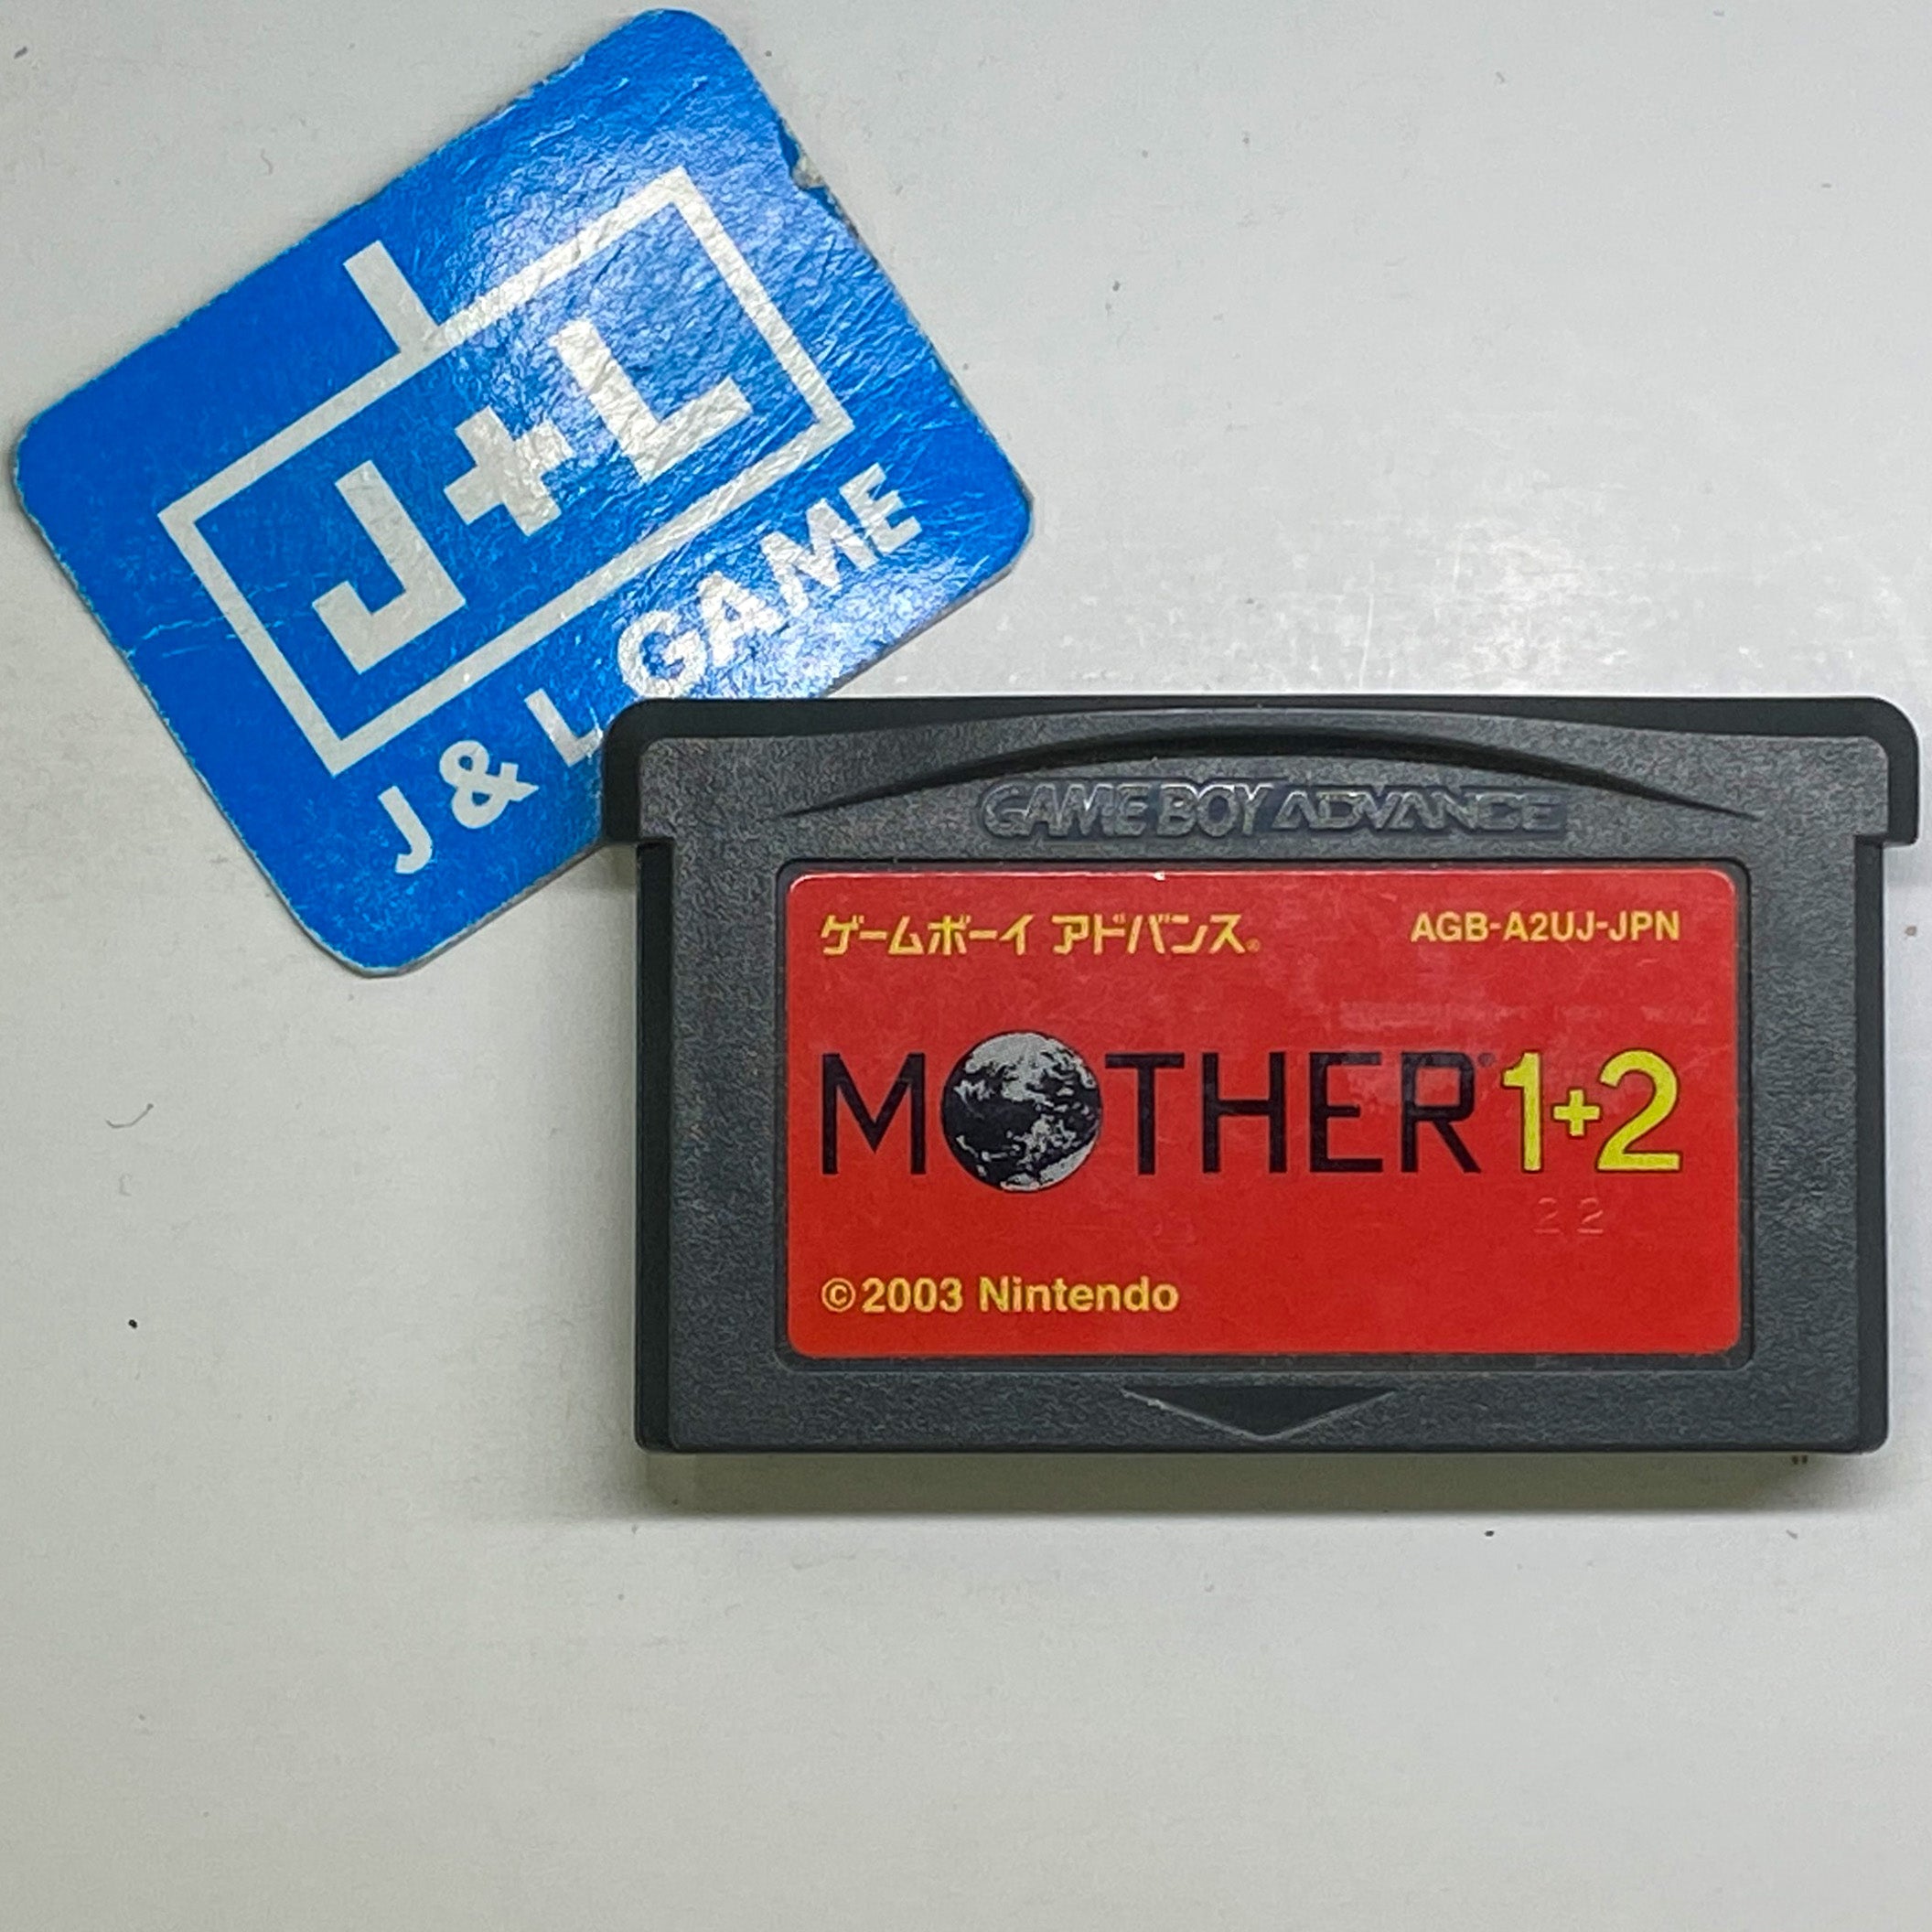 J+L
J & L GAME
GAME BOY ADVANCE
ゲームボーイ アドバンス®
AGB-A2UJ-JPN
MOTHER® 1+2
22
©2003 Nintendo